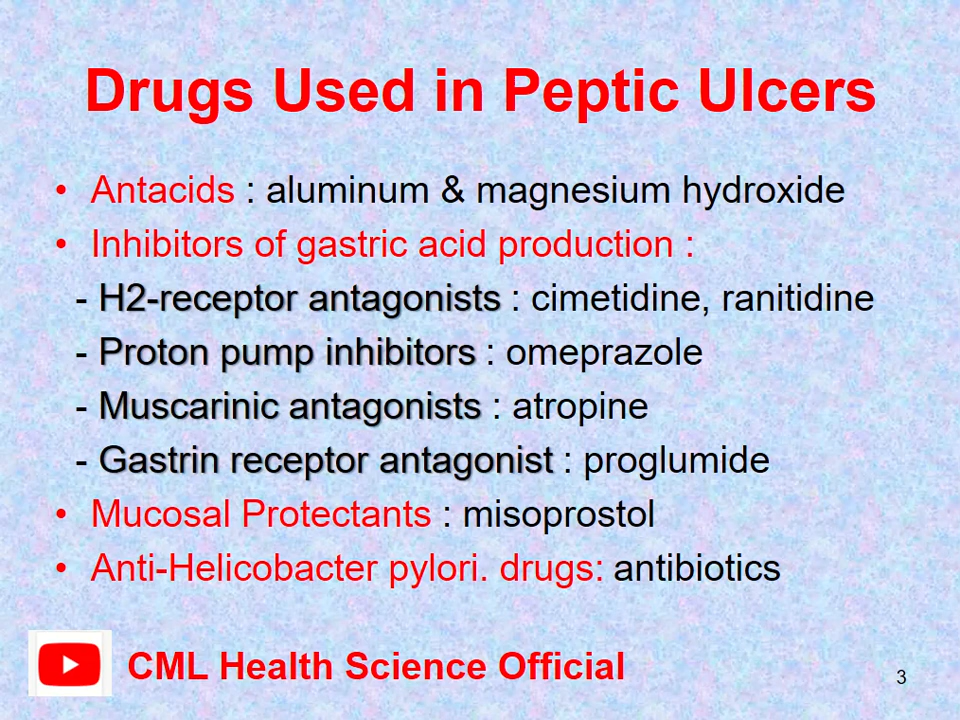 Drugs Used in Peptic Ulcers
• Antacids : aluminum & magnesium hydroxide
• Inhibitors of gastric acid production :
- H2-receptor antagonists : cimetidine, ranitidine
- Proton pump inhibitors : omeprazole
- Muscarinic antagonists : atropine
- Gastrin receptor antagonist : proglumide
• Mucosal Protectants : misoprostol
• Anti-Helicobacter pylori. drugs: antibiotics
CML Health Science Official
3